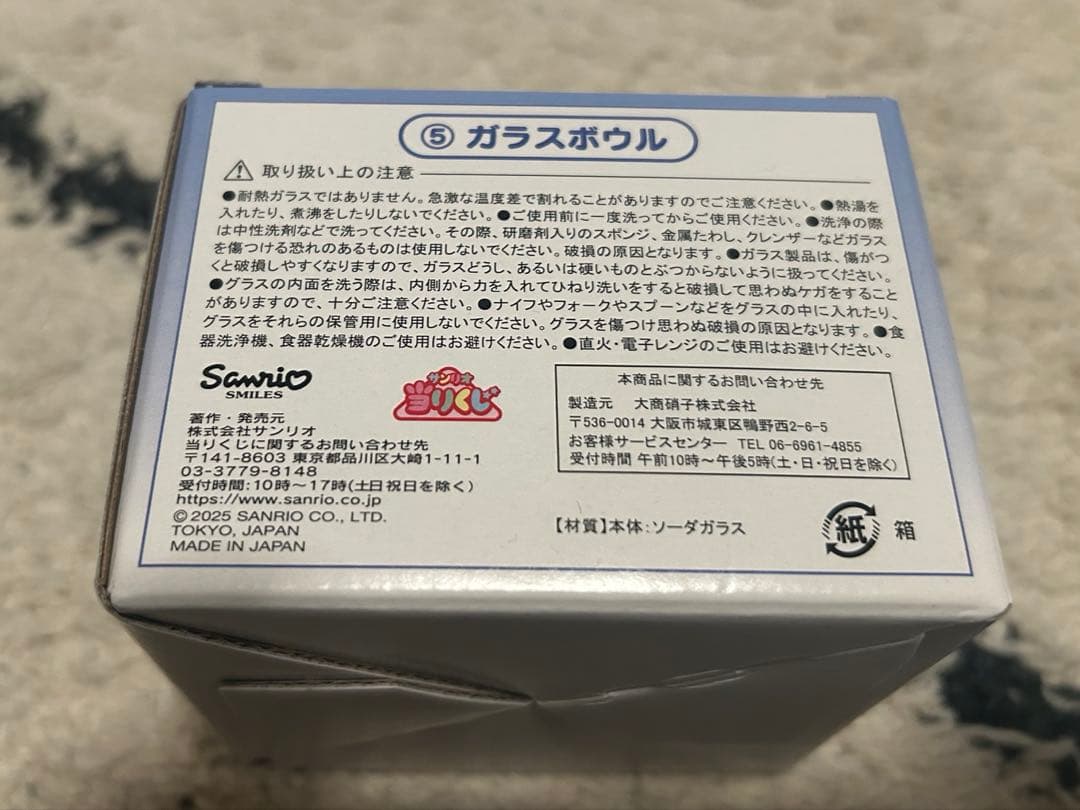 ⑤ ガラスボウル
取り扱い上の注意
●耐熱ガラスではありません。急激な温度差で割れることがありますのでご注意ください。●熱湯を
入れたり、煮沸をしたりしないでください。●ご使用前に一度洗ってからご使用ください。●洗浄の際
は中性洗剤などで洗ってください。その際、研磨剤入りのスポンジ、金属たわし、クレンザーなどガラス
を傷つける恐れのあるものは使用しないでください。破損の原因となります。●ガラス製品は、傷がつ
くと破損しやすくなりますので、ガラスどうし、あるいは硬いものとぶつからないように扱ってください。
●グラスの内面を洗う際は、内側から力を入れてひねり洗いをすると破損して思わぬケガをすること
がありますので、十分ご注意ください。●ナイフやフォークやスプーンなどをグラスの中に入れたり、
グラスをそれらの保管用に使用しないでください。グラスを傷つけ思わぬ破損の原因となります。●食
器洗浄機、食器乾燥機のご使用はお避けください。●直火・電子レンジのご使用はお避けください。
Sanrio
SMILES
サンリオ
当りくじ
著作・発売元
株式会社サンリオ
当りくじに関するお問い合わせ先
〒141-8603 東京都品川区大崎1-11-1
03-3779-8148
受付時間:10時～17時(土日祝日を除く)
https://www.sanrio.co.jp
©2025 SANRIO CO., LTD.
TOKYO, JAPAN
MADE IN JAPAN
本商品に関するお問い合わせ先
製造元 大商硝子株式会社
〒536-0014 大阪市城東区鴫野西2-6-5
お客様サービスセンター TEL 06-6961-4855
受付時間 午前10時～午後5時(土・日・祝日を除く)
【材質】本体:ソーダガラス
紙 箱